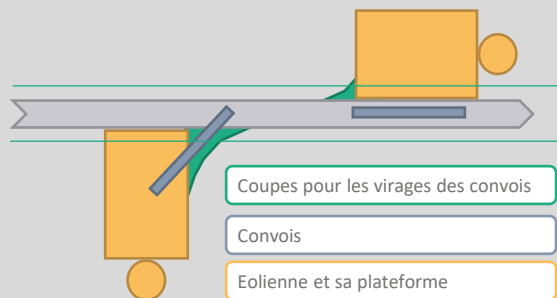 Coupes pour les virages des convois
Convois
Eolienne et sa plateforme